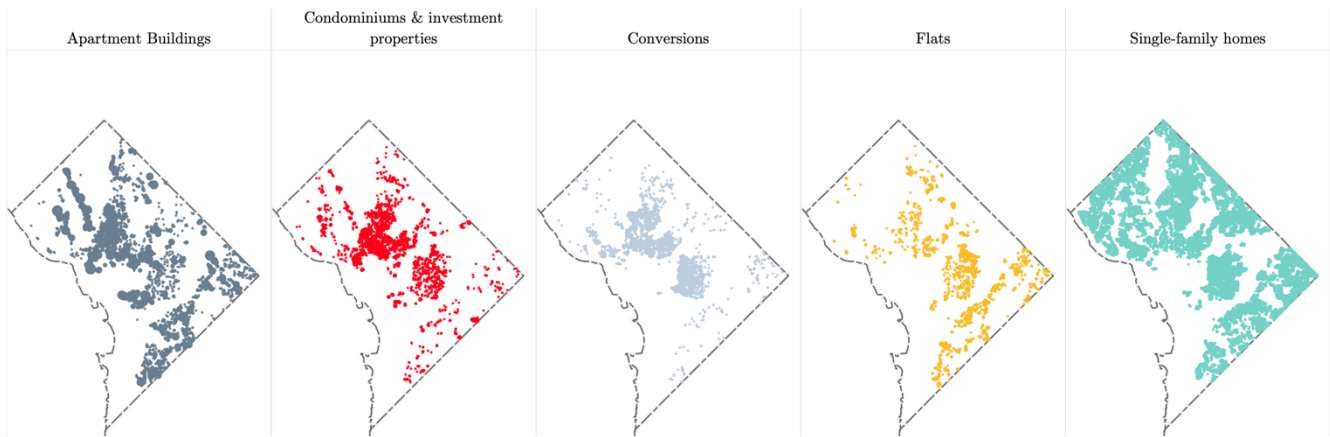 Apartment Buildings
Condominiums & investment
properties
Conversions
Flats
Single-family homes